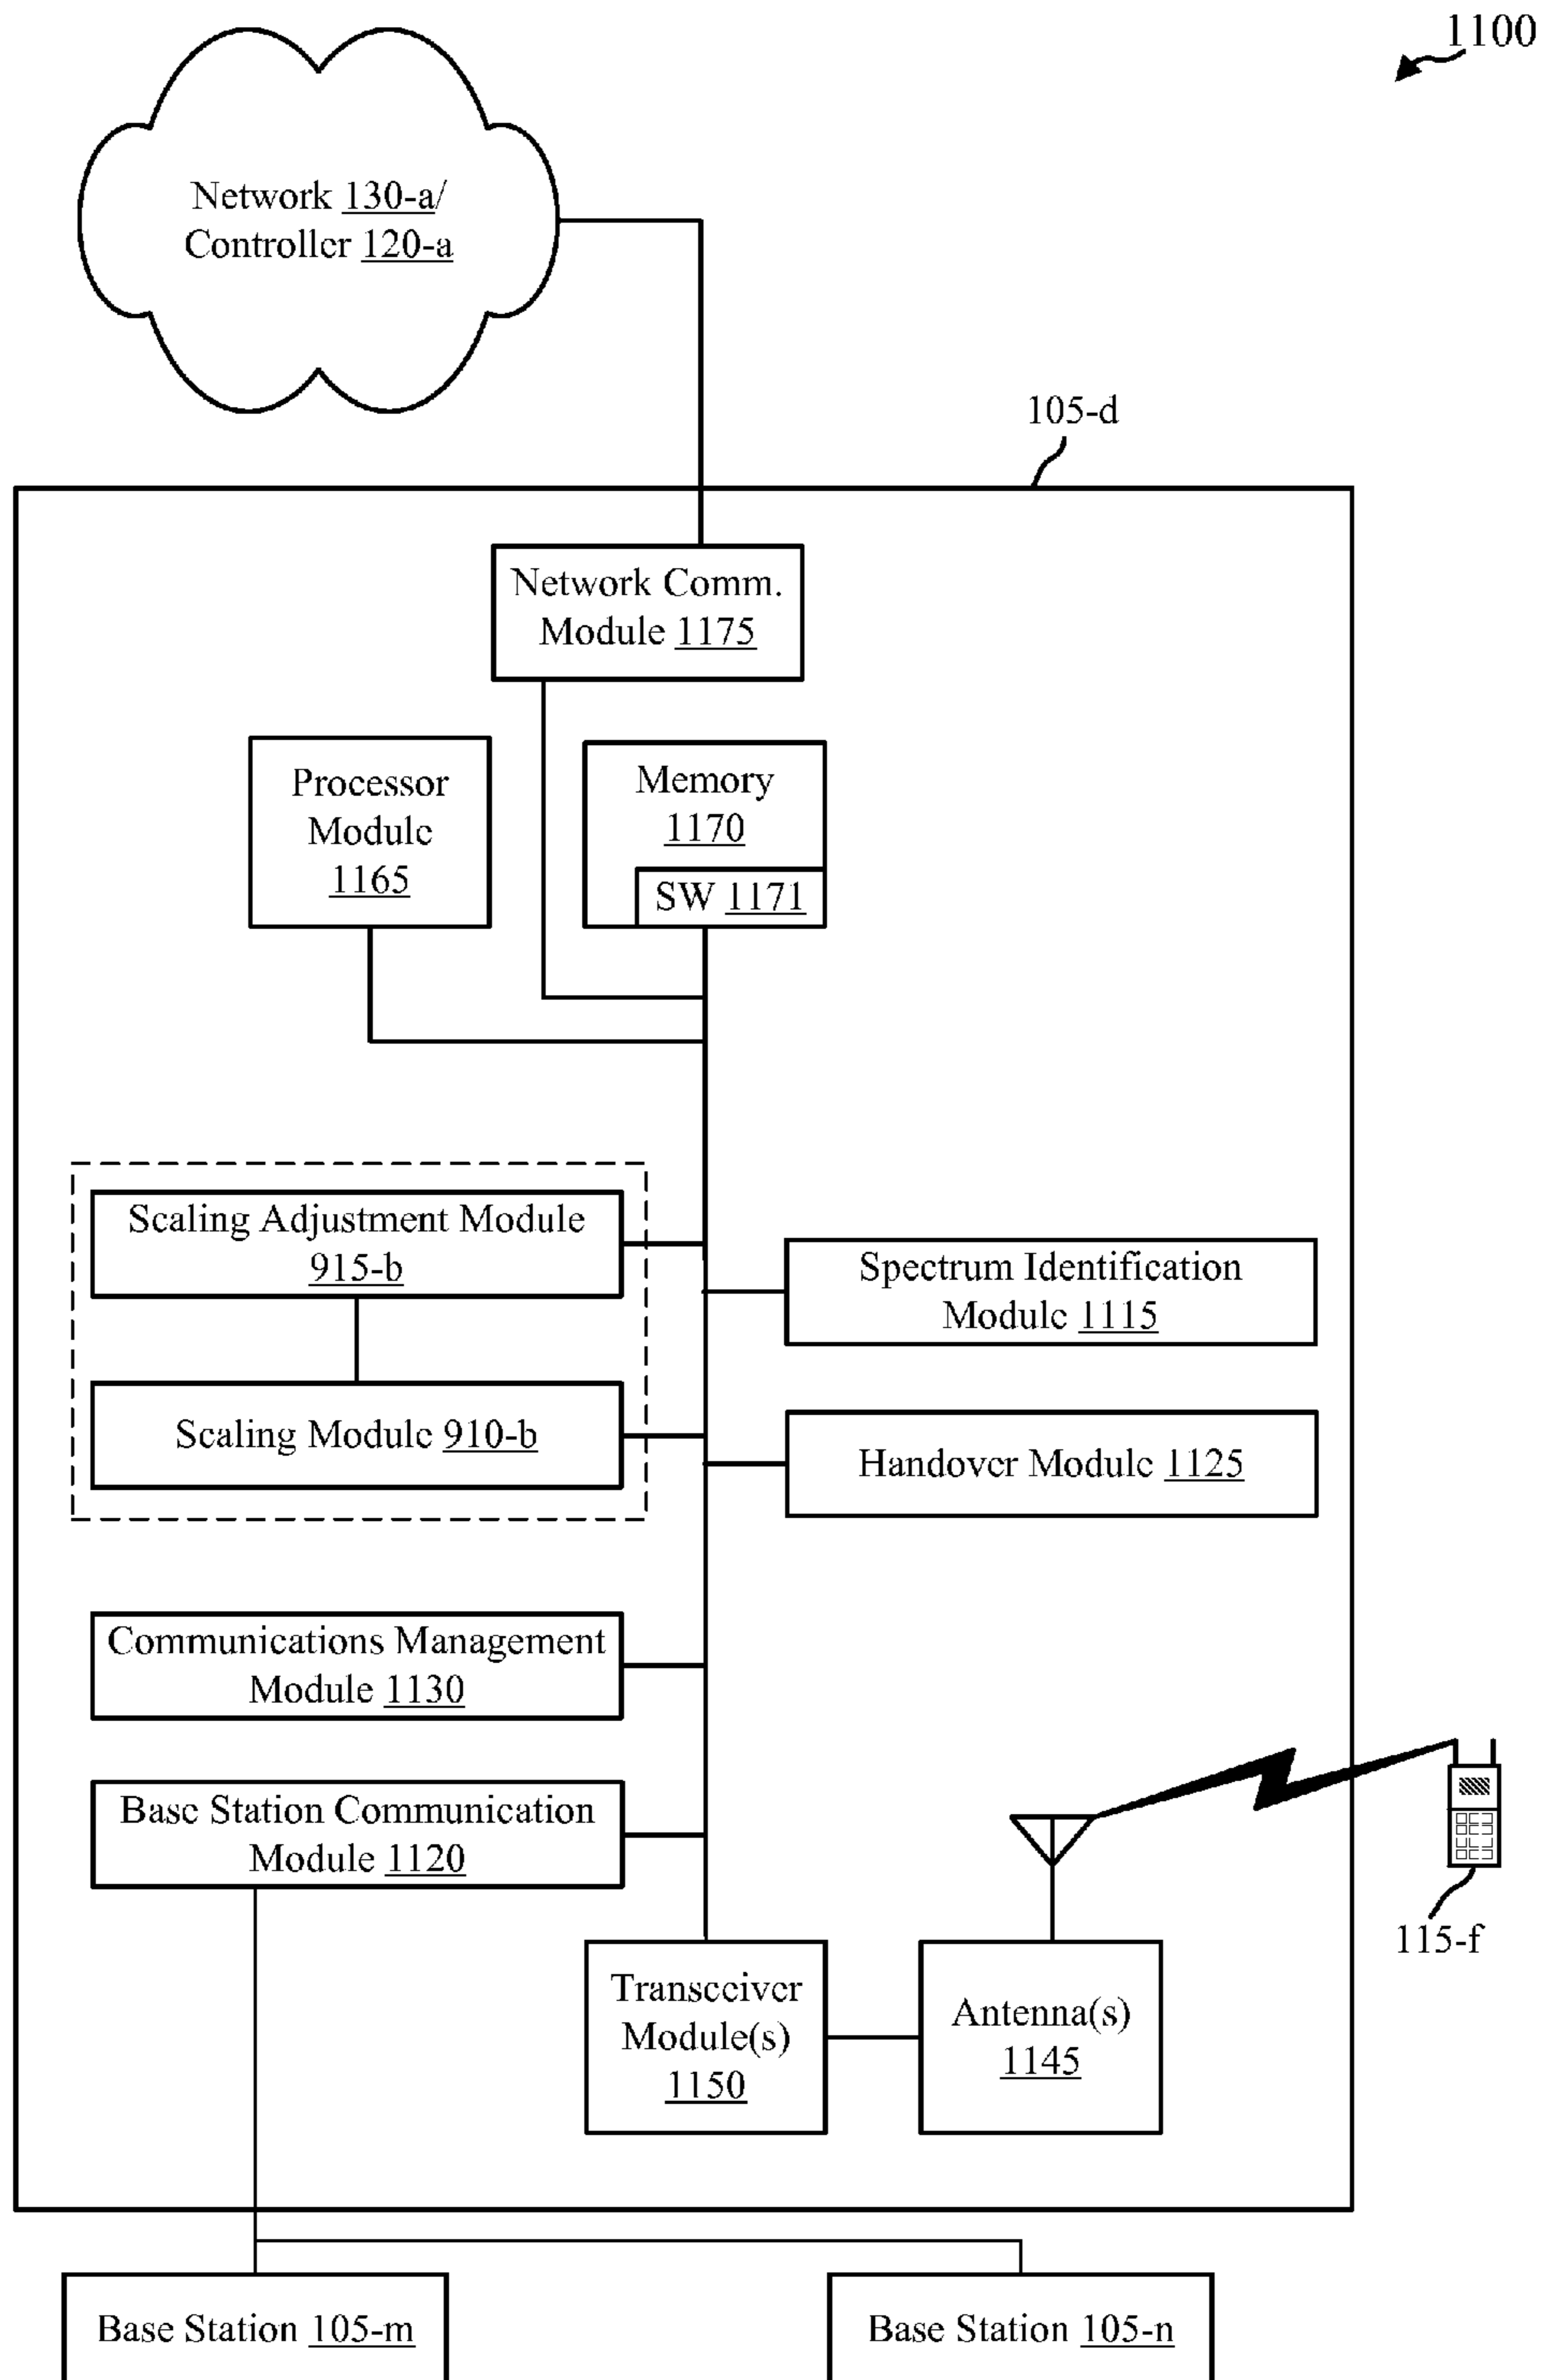 1100
Network 130-a/
Controller 120-a
105-d
Network Comm.
Module 1175
Processor
Module
1165
Memory
1170
SW 1171
Scaling Adjustment Module
915-b
Spectrum Identification
Module 1115
Scaling Module 910-b
Handover Module 1125
Communications Management
Module 1130
Base Station Communication
Module 1120
115-f
Transceiver
Module(s)
1150
Antenna(s)
1145
Base Station 105-m
Base Station 105-n